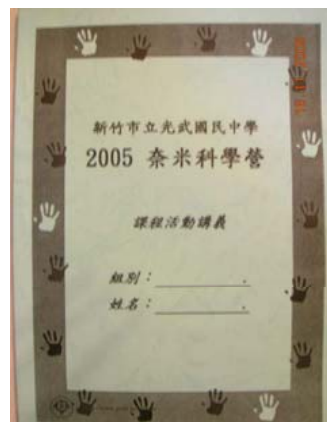 新竹市立光武國民中學
2005 奈米科學營
課程活動講義
組別：
姓名：